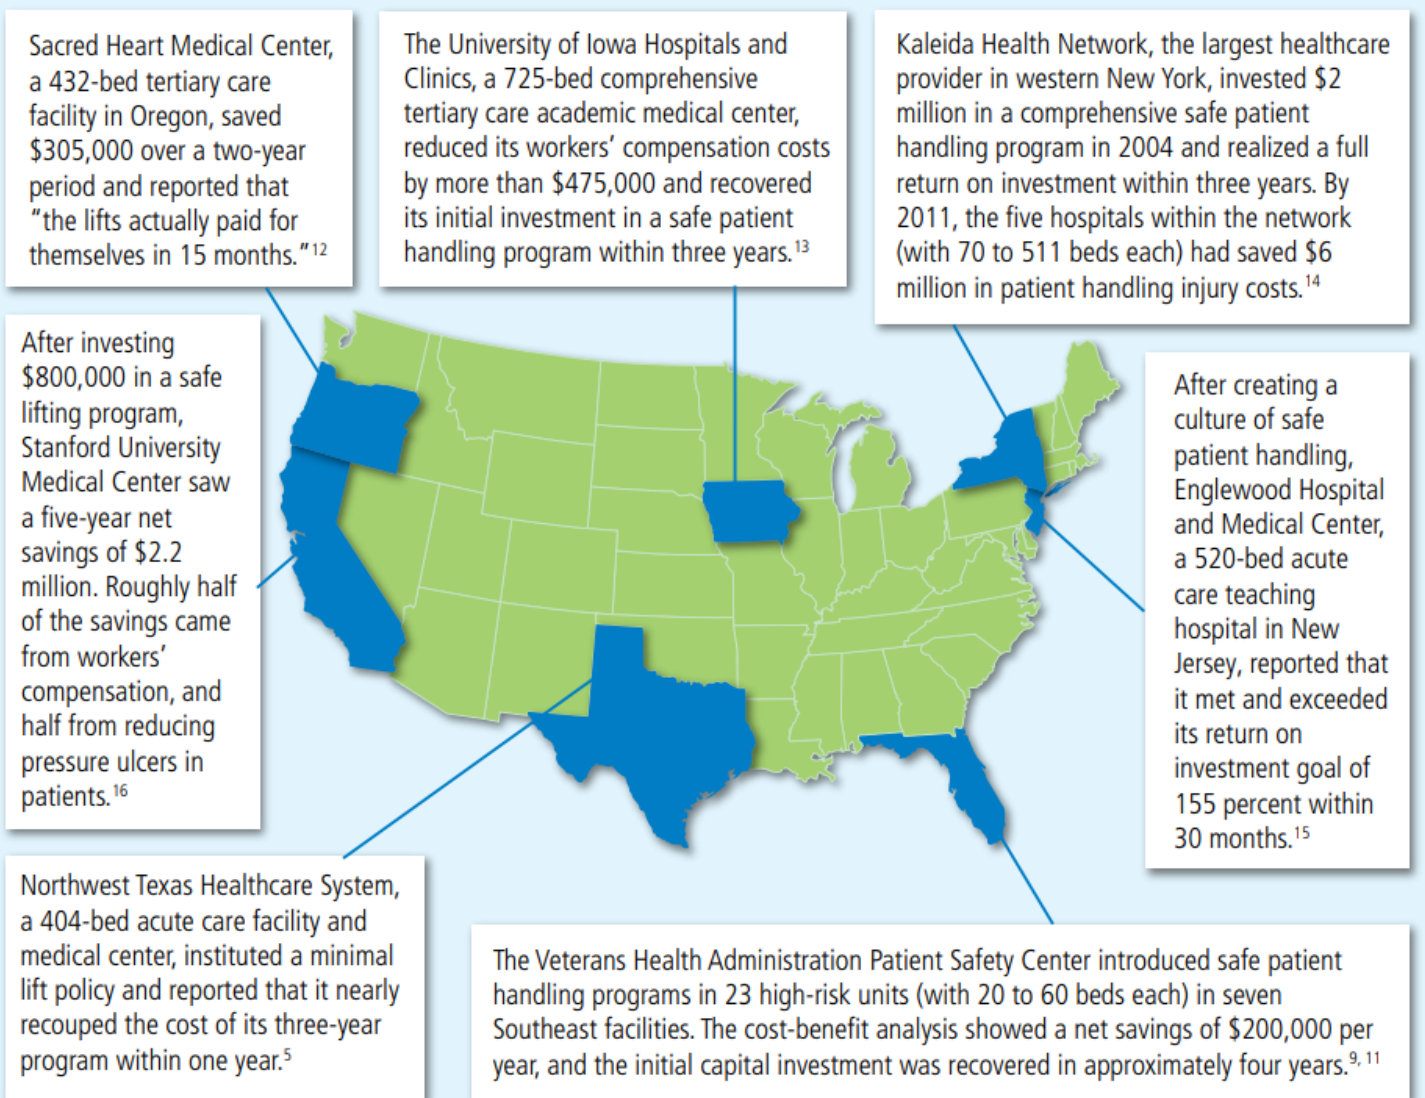 Sacred Heart Medical Center,
a 432-bed tertiary care
facility in Oregon, saved
$305,000 over a two-year
period and reported that
“the lifts actually paid for
themselves in 15 months.”12
The University of Iowa Hospitals and
Clinics, a 725-bed comprehensive
tertiary care academic medical center,
reduced its workers’ compensation costs
by more than $475,000 and recovered
its initial investment in a safe patient
handling program within three years.13
Kaleida Health Network, the largest healthcare
provider in western New York, invested $2
million in a comprehensive safe patient
handling program in 2004 and realized a full
return on investment within three years. By
2011, the five hospitals within the network
(with 70 to 511 beds each) had saved $6
million in patient handling injury costs.14
After investing
$800,000 in a safe
lifting program,
Stanford University
Medical Center saw
a five-year net
savings of $2.2
million. Roughly half
of the savings came
from workers’
compensation, and
half from reducing
pressure ulcers in
patients.16
After creating a
culture of safe
patient handling,
Englewood Hospital
and Medical Center,
a 520-bed acute
care teaching
hospital in New
Jersey, reported that
it met and exceeded
its return on
investment goal of
155 percent within
30 months.15
Northwest Texas Healthcare System,
a 404-bed acute care facility and
medical center, instituted a minimal
lift policy and reported that it nearly
recouped the cost of its three-year
program within one year.5
The Veterans Health Administration Patient Safety Center introduced safe patient
handling programs in 23 high-risk units (with 20 to 60 beds each) in seven
Southeast facilities. The cost-benefit analysis showed a net savings of $200,000 per
year, and the initial capital investment was recovered in approximately four years.9, 11